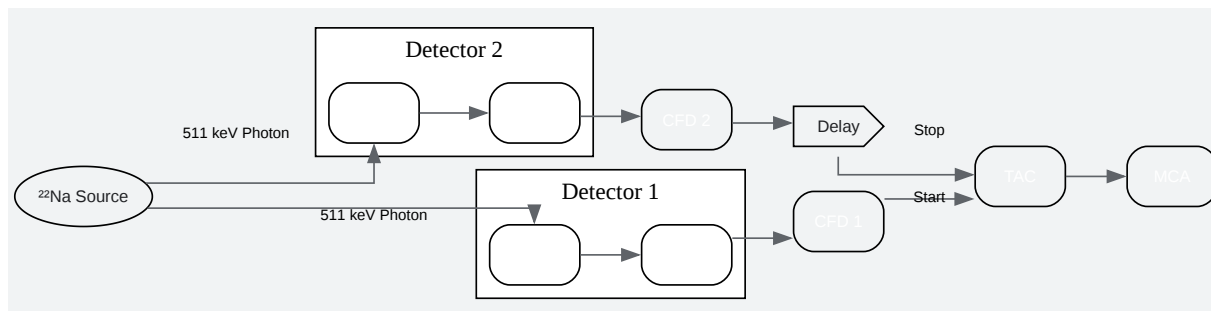 Detector 2
CFD 2
Delay
511 keV Photon
Stop
²²Na Source
TAC
MCA
Detector 1
Start
511 keV Photon
CFD 1